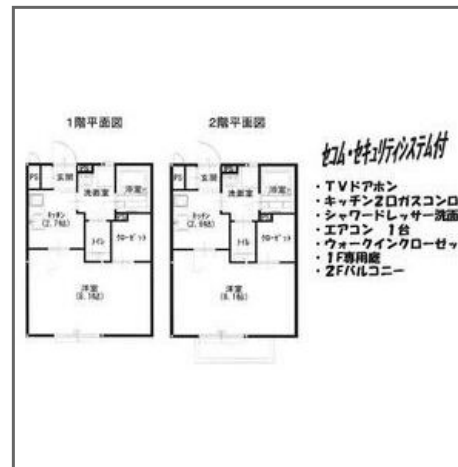 1階平面図
2階平面図
セコム・セキュリティシステム付
・TVドアホン
・キッチン2口ガスコンロ
・シャワードレッサー洗面
・エアコン 1台
・ウォークインクローゼッ
・1F専用庭
・2Fバルコニー
PS
玄関
洗面室
浴室
キッチン
トイレ
クローゼット
洋室
PS
玄関
洗面室
浴室
キッチン
トイレ
クローゼット
洋室